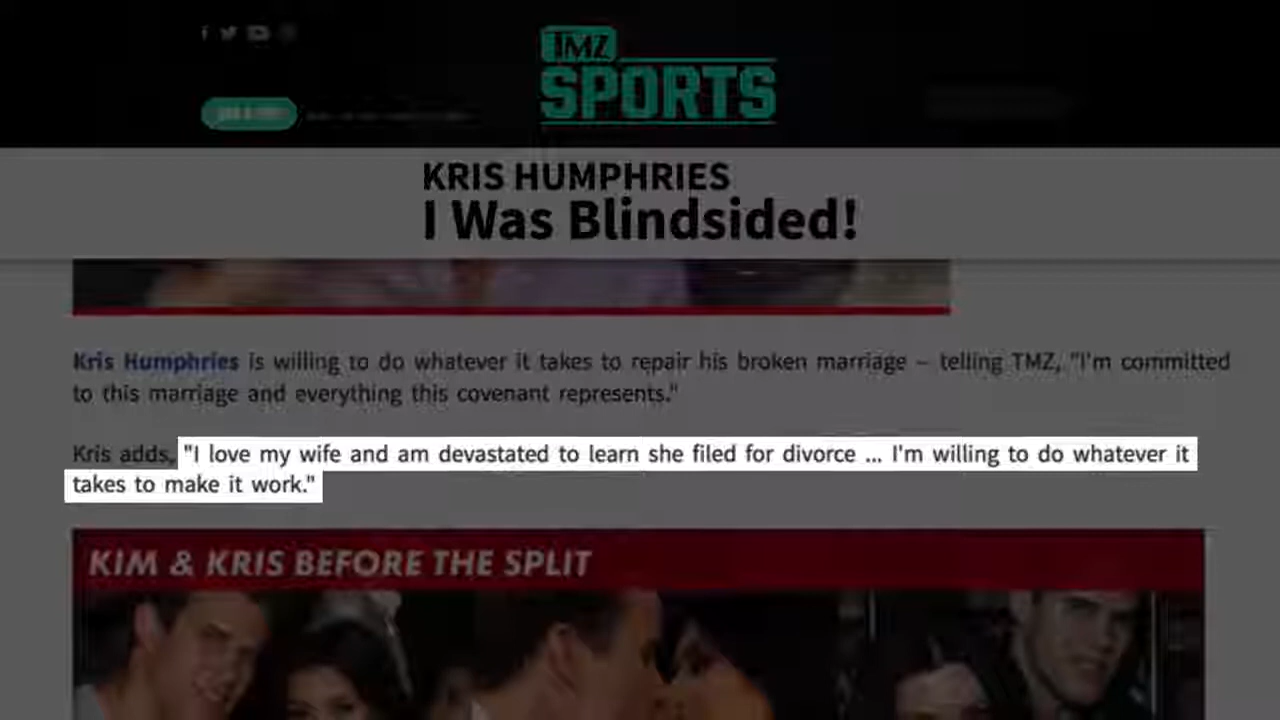 TMZ
SPORTS
KRIS HUMPHRIES
I Was Blindsided!
Kris Humphries is willing to do whatever it takes to repair his broken marriage – telling TMZ, "I'm committed
to this marriage and everything this covenant represents."
Kris adds, "I love my wife and am devastated to learn she filed for divorce ... I'm willing to do whatever it
takes to make it work."
KIM & KRIS BEFORE THE SPLIT